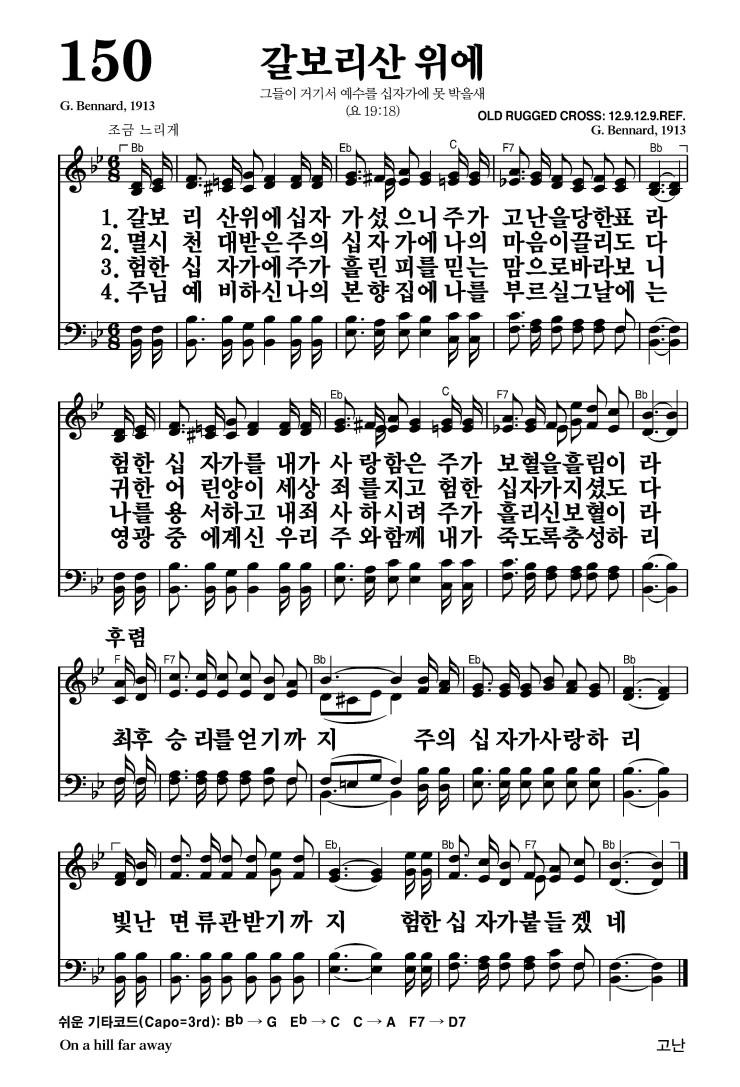 150
갈보리산 위에
그들이 거기서 예수를 십자가에 못 박을새
(요 19:18)
G. Bennard, 1913
OLD RUGGED CROSS: 12.9.12.9.REF.
G. Bennard, 1913
조금 느리게
Bb Eb C F7 Bb
1. 갈보 리 산위에 십자 가 섰 으니 주가 고난을당한표 라
2. 멸시 천 대받은 주의 십 자 가에 나의 마음이끌리도 다
3. 험한 십 자가에 주가 흘린 피를 믿는 맘으로바라보 니
4. 주님 예 비하신 나의 본 향 집에 나를 부르실그날에 는
Eb C F7 Bb
험한 십 자가를 내가 사 랑함은 주가 보혈을흘림이 라
귀한 어 린양이 세상 죄 를지고 험한 십자가지셨도 다
나를 용 서하고 내죄 사 하시려 주가 흘리신보혈이 라
영광 중 에계신 우리 주 와함께 내가 죽도록충성하 리
후렴
F F7 Bb Eb Bb
최후 승 리를얻기까 지 주의 십 자가사랑하 리
Eb Bb F7 Bb
빛난 면 류관받기까 지 험한 십 자가붙들겠 네
쉬운 기타코드(Capo=3rd): Bb → G Eb → C C → A F7 → D7
On a hill far away
고난